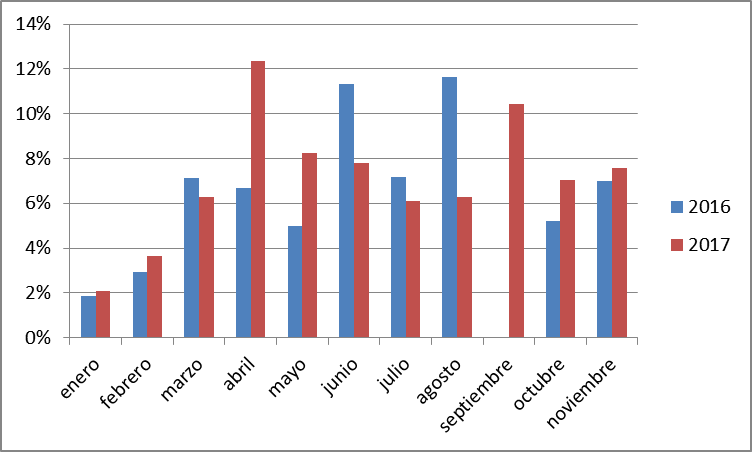 14%
12%
10%
8%
6%
4%
2%
0%
enero
febrero
marzo
abril
mayo
junio
julio
agosto
septiembre
octubre
noviembre
2016
2017